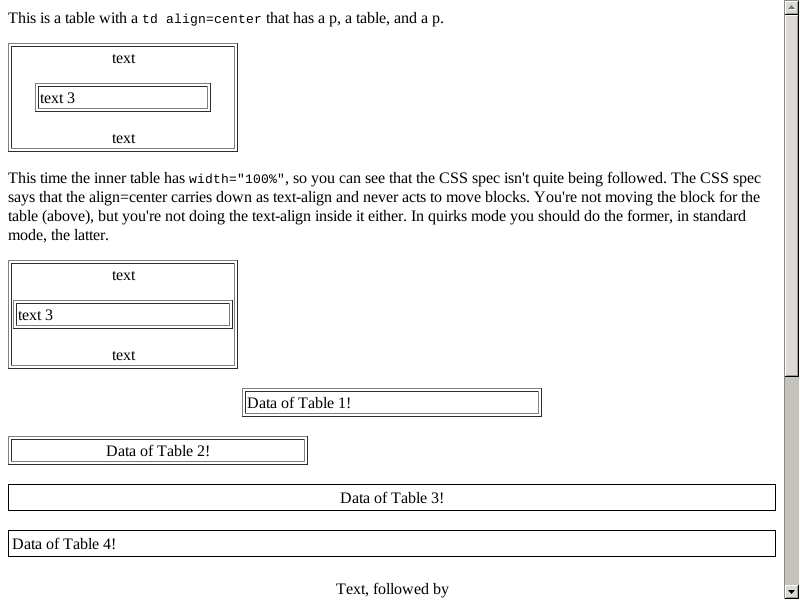 This is a table with a td align=center that has a p, a table, and a p.
text
text 3
text
This time the inner table has width="100%", so you can see that the CSS spec isn't quite being followed. The CSS spec
says that the align=center carries down as text-align and never acts to move blocks. You're not moving the block for the
table (above), but you're not doing the text-align inside it either. In quirks mode you should do the former, in standard
mode, the latter.
text
text 3
text
Data of Table 1!
Data of Table 2!
Data of Table 3!
Data of Table 4!
Text, followed by